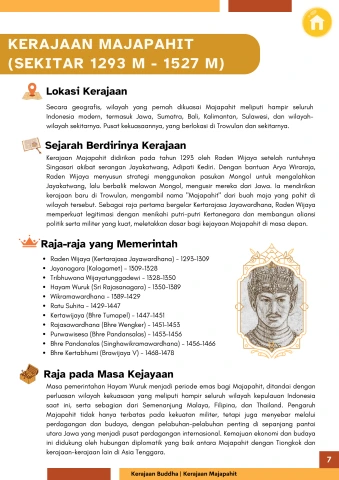 KERAJAAN MAJAPAHIT
(SEKITAR 1293 M - 1527 M)
Lokasi Kerajaan
Secara geografis, wilayah yang pernah dikuasai Majapahit meliputi hampir seluruh
Indonesia modern, termasuk Jawa, Sumatra, Bali, Kalimantan, Sulawesi, dan wilayah-
wilayah sekitarnya. Pusat kekuasaannya, yang berlokasi di Trowulan dan sekitarnya.
Sejarah Berdirinya Kerajaan
Kerajaan Majapahit didirikan pada tahun 1293 oleh Raden Wijaya setelah runtuhnya
Singasari akibat serangan Jayakatwang, Adipati Kediri. Dengan bantuan Arya Wiraraja,
Raden Wijaya menyusun strategi menggunakan pasukan Mongol untuk mengalahkan
Jayakatwang, lalu berbalik melawan Mongol, mengusir mereka dari Jawa. Ia mendirikan
kerajaan baru di Trowulan, mengambil nama "Majapahit" dari buah maja yang pahit di
wilayah tersebut. Sebagai raja pertama bergelar Kertarajasa Jayawardhana, Raden Wijaya
memperkuat legitimasi dengan menikahi putri-putri Kertanegara dan membangun aliansi
politik serta militer yang kuat, meletakkan dasar bagi kejayaan Majapahit di masa depan.
Raja-raja yang Memerintah
• Raden Wijaya (Kertarajasa Jayawardhana) - 1293-1309
• Jayanagara (Kalagamet) - 1309-1328
• Tribhuwana Wijayatunggadewi - 1328-1350
• Hayam Wuruk (Sri Rajasanagara) - 1350-1389
• Wikramawardhana - 1389-1429
• Ratu Suhita - 1429-1447
• Kertawijaya (Bhre Tumapel) - 1447-1451
• Rajasawardhana (Bhre Wengker) - 1451-1453
• Purwawisesa (Bhre Pandansalas) - 1453-1456
• Bhre Pandanalas (Singhawikramawardhana) - 1456-1466
• Bhre Kertabhumi (Brawijaya V) - 1468-1478
Raja pada Masa Kejayaan
Masa pemerintahan Hayam Wuruk menjadi periode emas bagi Majapahit, ditandai dengan
perluasan wilayah kekuasaan yang meliputi hampir seluruh wilayah kepulauan Indonesia
saat ini, serta sebagian dari Semenanjung Malaya, Filipina, dan Thailand. Pengaruh
Majapahit tidak hanya terbatas pada kekuatan militer, tetapi juga menyebar melalui
perdagangan dan budaya, dengan pelabuhan-pelabuhan penting di sepanjang pantai
utara Jawa yang menjadi pusat perdagangan internasional. Kemajuan ekonomi dan budaya
ini didukung oleh hubungan diplomatik yang baik antara Majapahit dengan Tiongkok dan
kerajaan-kerajaan lain di Asia Tenggara.
7
Kerajaan Buddha | Kerajaan Majapahit